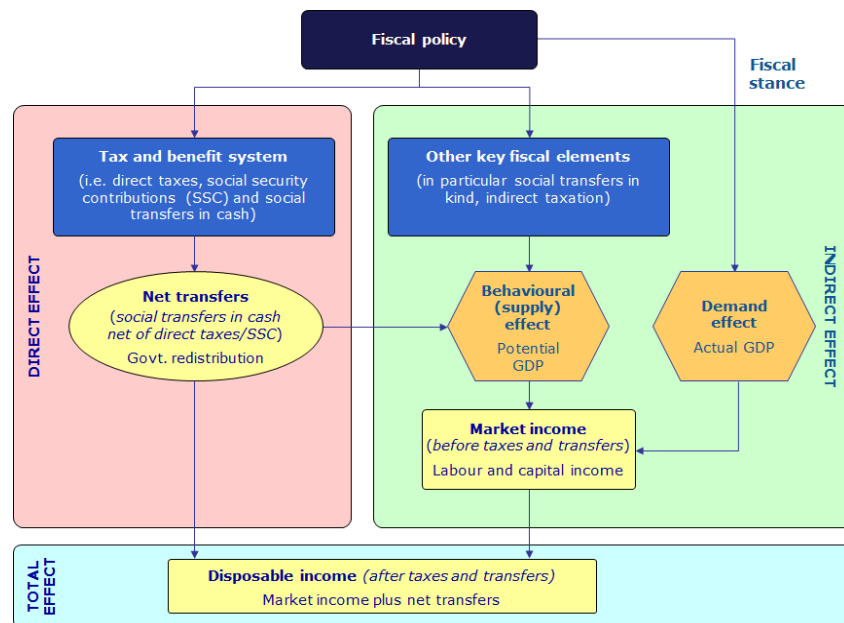 Fiscal policy
Fiscal
stance
Tax and benefit system
(i.e. direct taxes, social security
contributions (SSC) and social
transfers in cash)
Other key fiscal elements
(in particular social transfers in
kind, indirect taxation)
DIRECT EFFECT
Net transfers
(social transfers in cash
net of direct taxes/SSC)
Govt. redistribution
Behavioural
(supply)
effect
Potential
GDP
Demand
effect
Actual GDP
INDIRECT EFFECT
Market income
(before taxes and transfers)
Labour and capital income
TOTAL
EFFECT
Disposable income (after taxes and transfers)
Market income plus net transfers